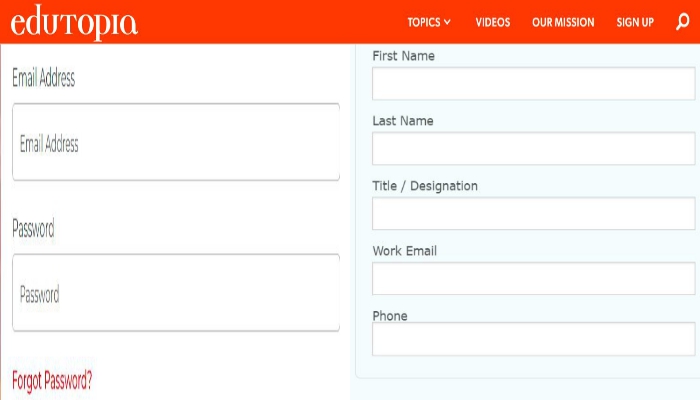 edutopia
TOPICS VIDEOS OUR MISSION SIGN UP
Email Address
Email Address
Password
Password
Forgot Password?
First Name
Last Name
Title / Designation
Work Email
Phone